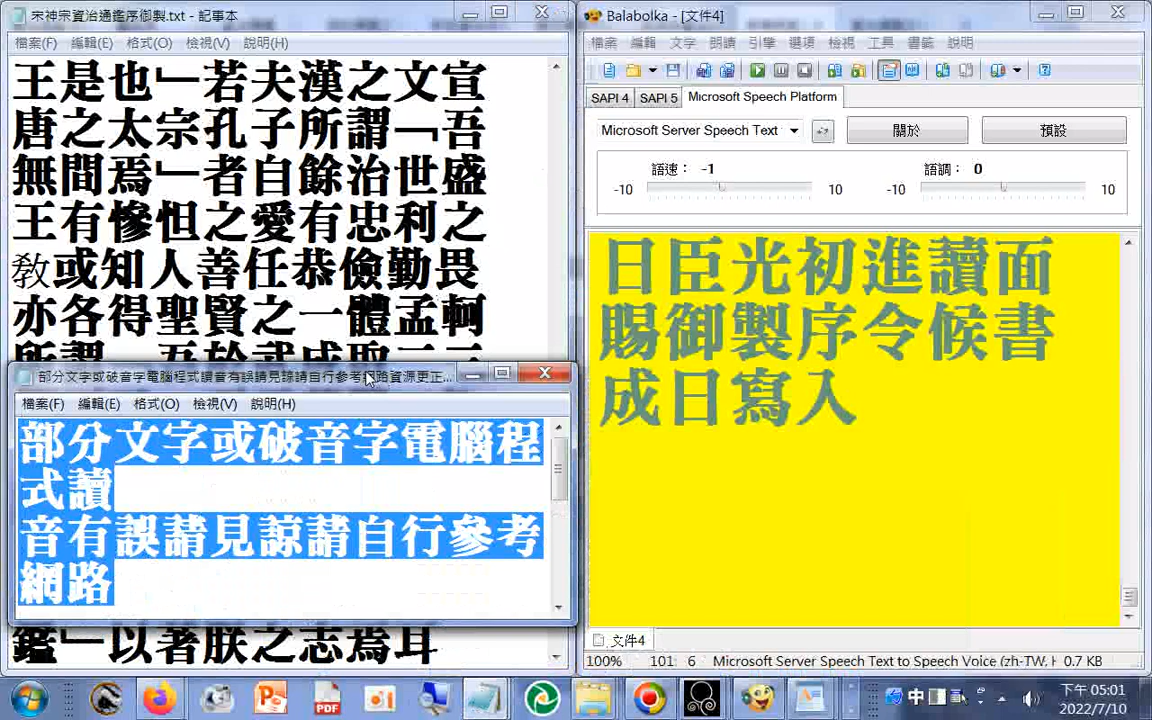 宋神宗資治通鑑序御製.txt - 記事本
檔案(F) 編輯(E) 格式(O) 檢視(V) 說明(H)
王是也﹂若夫漢之文宣
唐之太宗孔子所謂﹁吾
無間焉﹂者自餘治世盛
王有慘怛之愛有忠利之
敎或知人善任恭儉勤畏
亦各得聖賢之一體孟軻
所謂﹁吾於武成取二三
部分文字或破音字電腦程式讀音有誤請見諒請自行參考網路資源更正...
檔案(F) 編輯(E) 格式(O) 檢視(V) 說明(H)
部分文字或破音字電腦程
式讀
音有誤請見諒請自行參考
網路
鑑﹂以著朕之志焉耳
Balabolka - [文件4]
檔案 編輯 文字 朗讀 引擎 選項 檢視 工具 書籤 說明
SAPI 4 SAPI 5 Microsoft Speech Platform
Microsoft Server Speech Text 關於 預設
語速： -1 語調： 0
-10 10 -10 10
日臣光初進讀面
賜御製序令候書
成日寫入
文件4
100% 101: 6 Microsoft Server Speech Text to Speech Voice (zh-TW, 0.7 KB
中
下午 05:01
2022/7/10